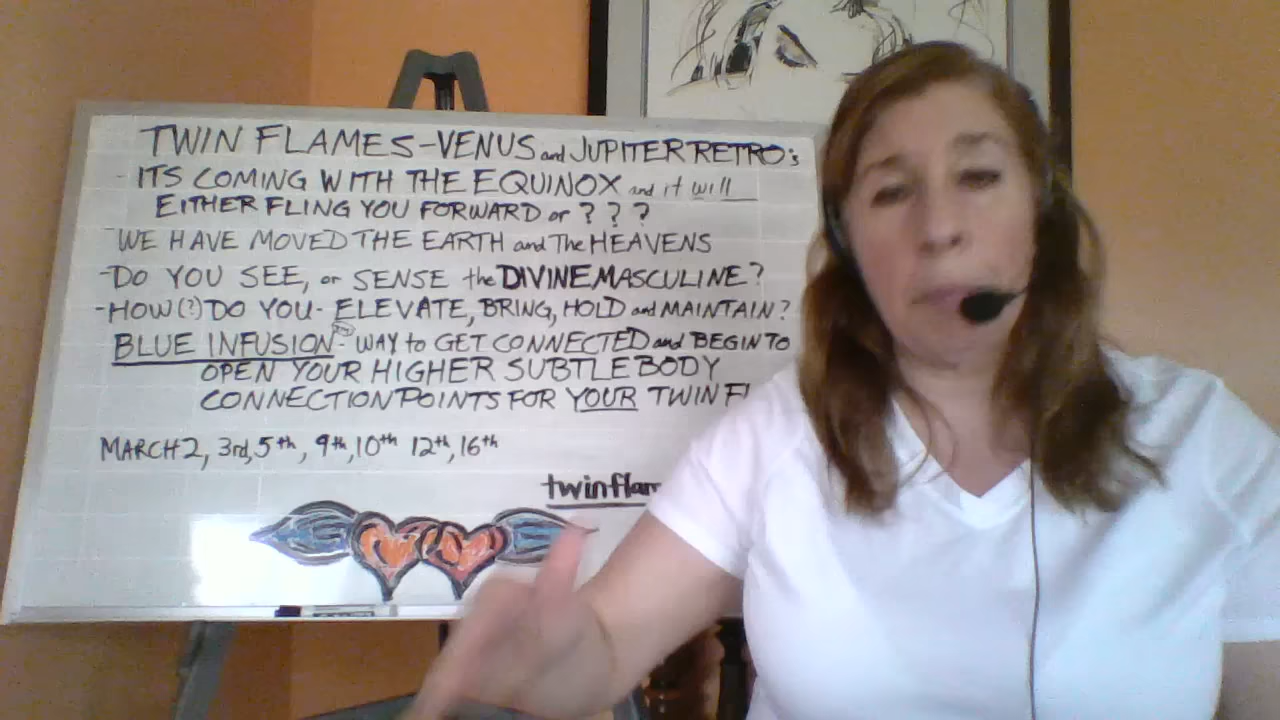 TWIN FLAMES-VENUS and JUPITER RETRO's
- ITS COMING WITH THE EQUINOX and it will
EITHER FLING YOU FORWARD or ? ? ?
-WE HAVE MOVED THE EARTH and The HEAVENS
-DO YOU SEE, or SENSE the DIVINE MASCULINE?
-HOW(?) DO YOU- ELEVATE, BRING, HOLD and MAINTAIN?
BLUE INFUSION- WAY to GET CONNECTED and BEGIN TO
OPEN YOUR HIGHER SUBTLE BODY
CONNECTION POINTS FOR YOUR TWIN
MARCH 2, 3rd, 5th, 9th, 10th 12th, 16th